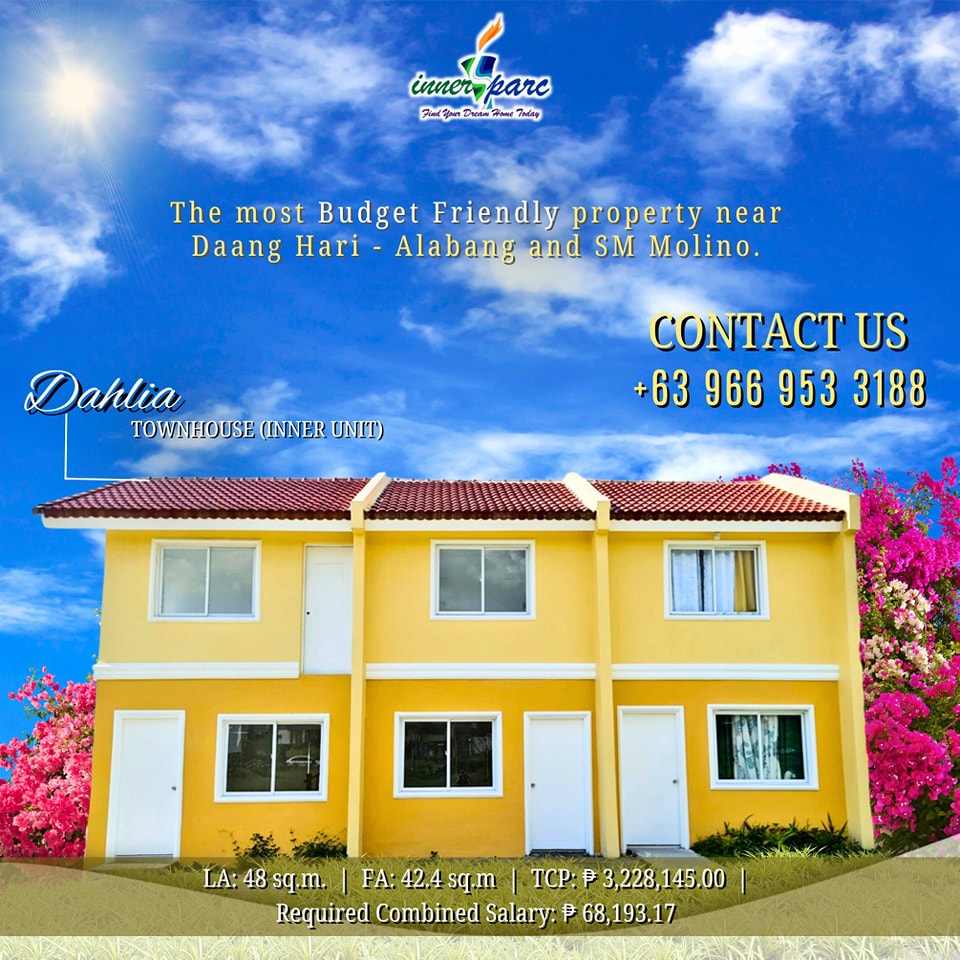 inner parc
Find Your Dream Home Today
The most Budget Friendly property near
Daang Hari - Alabang and SM Molino.
CONTACT US
+63 966 953 3188
Dahlia
TOWNHOUSE (INNER UNIT)
LA: 48 sq.m. | FA: 42.4 sq.m | TCP: ₱ 3,228,145.00 |
Required Combined Salary: ₱ 68,193.17